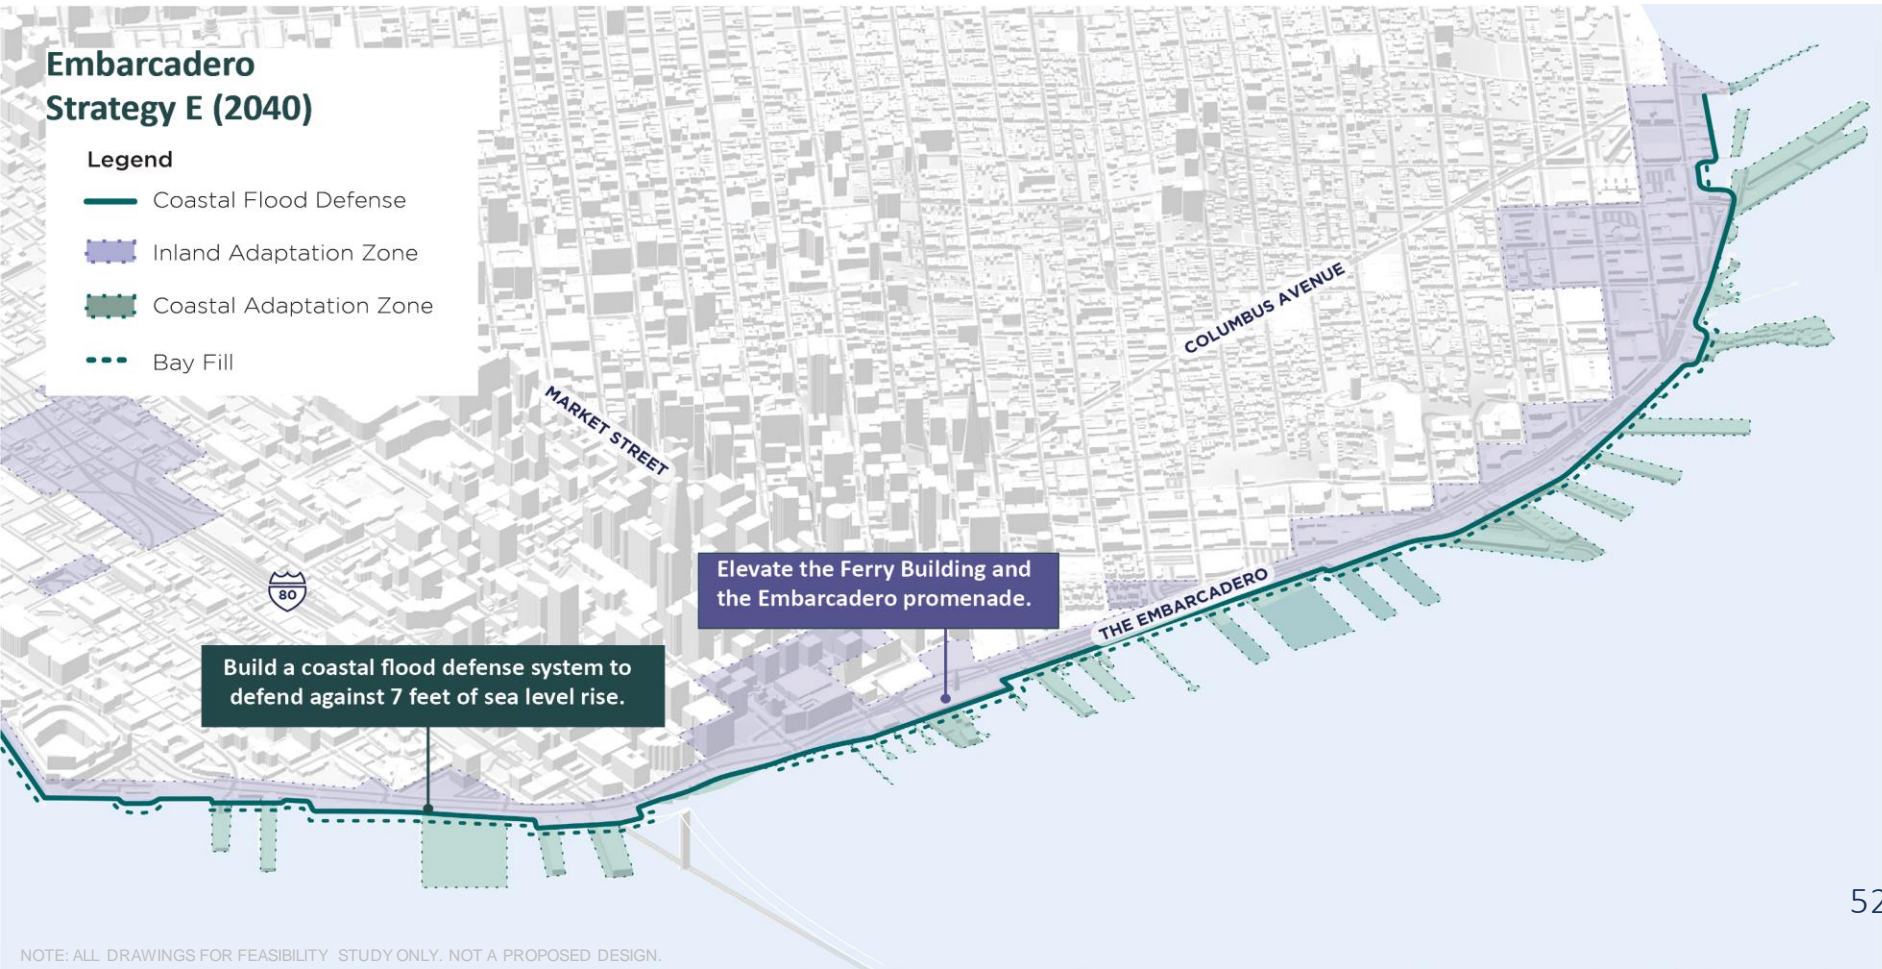 Embarcadero
Strategy E (2040)
Legend
Coastal Flood Defense
Inland Adaptation Zone
Coastal Adaptation Zone
Bay Fill
COLUMBUS AVENUE
MARKET STREET
80
Elevate the Ferry Building and
the Embarcadero promenade.
THE EMBARCADERO
Build a coastal flood defense system to
defend against 7 feet of sea level rise.
52
NOTE: ALL DRAWINGS FOR FEASIBILITY STUDY ONLY. NOT A PROPOSED DESIGN.